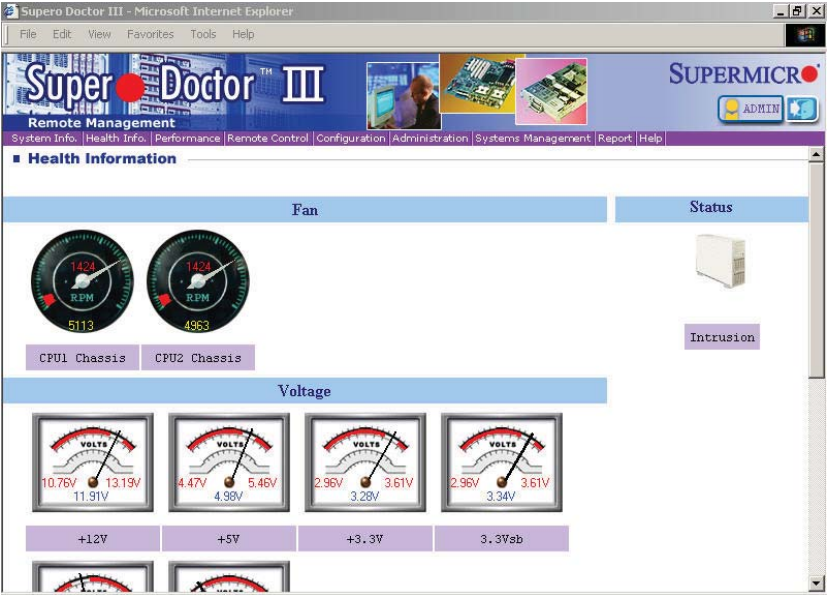 Supero Doctor III - Microsoft Internet Explorer
File Edit View Favorites Tools Help
Super Doctor™ III
Remote Management
SUPERMICR
ADMIN
System Info. Health Info. Performance Remote Control Configuration Administration Systems Management Report Help
Health Information
Fan
Status
1424
RPM
5113
1424
RPM
4963
CPU1 Chassis
CPU2 Chassis
Intrusion
Voltage
VOLTS
10.76V 13.19V
11.91V
VOLTS
4.47V 5.46V
4.98V
VOLTS
2.96V 3.61V
3.28V
VOLTS
2.96V 3.61V
3.34V
+12V
+5V
+3.3V
3.3Vsb